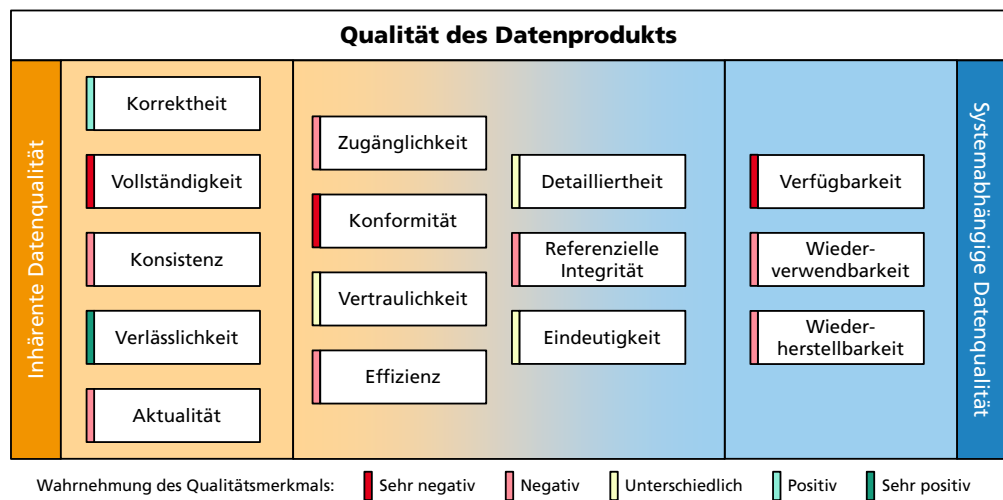 Qualität des Datenprodukts
Inhärente Datenqualität
Korrektheit
Vollständigkeit
Konsistenz
Verlässlichkeit
Aktualität
Zugänglichkeit
Konformität
Vertraulichkeit
Effizienz
Detailliertheit
Referenzielle
Integrität
Eindeutigkeit
Verfügbarkeit
Wieder-
verwendbarkeit
Wieder-
herstellbarkeit
Systemabhängige Datenqualität
Wahrnehmung des Qualitätsmerkmals: Sehr negativ Negativ Unterschiedlich Positiv Sehr positiv